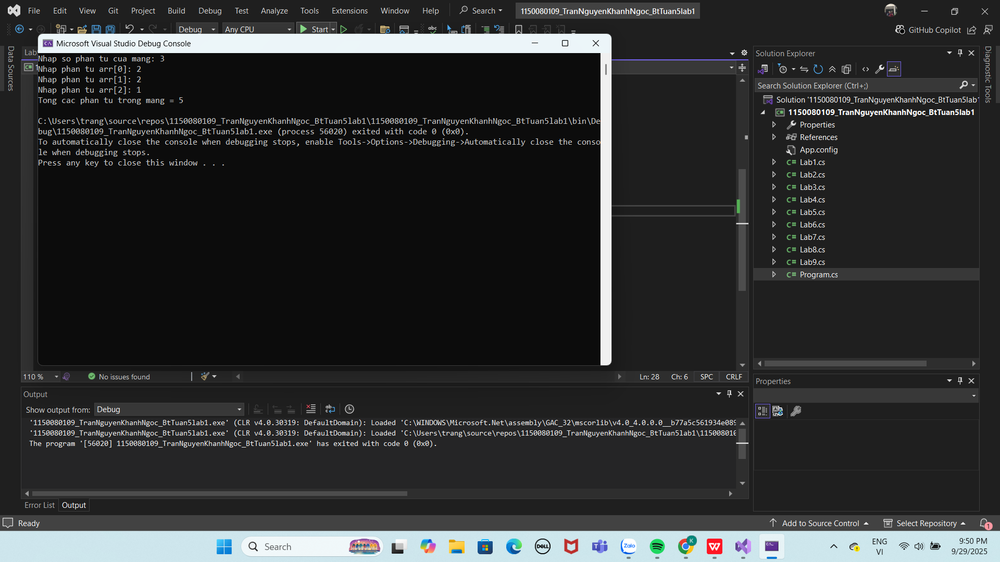 File Edit View Git Project Build Debug Test Analyze Tools Extensions Window Help Search 1150080109_TranNguyenKhanhNgoc_BtTuan5lab1
Debug Any CPU Start GitHub Copilot
Microsoft Visual Studio Debug Console
Nhap so phan tu cua mang: 3
Nhap phan tu arr[0]: 2
Nhap phan tu arr[1]: 2
Nhap phan tu arr[2]: 1
Tong cac phan tu trong mang = 5
C:\Users\trang\source\repos\1150080109_TranNguyenKhanhNgoc_BtTuan5lab1\1150080109_TranNguyenKhanhNgoc_BtTuan5lab1\bin\De
bug\1150080109_TranNguyenKhanhNgoc_BtTuan5lab1.exe (process 56020) exited with code 0 (0x0).
To automatically close the console when debugging stops, enable Tools->Options->Debugging->Automatically close the conso
le when debugging stops.
Press any key to close this window . . .
Data Sources
Lab
110 % No issues found Ln: 28 Ch: 6 SPC CRLF
Output
Show output from: Debug
'1150080109_TranNguyenKhanhNgoc_BtTuan5lab1.exe' (CLR v4.0.30319: DefaultDomain): Loaded 'C:\WINDOWS\Microsoft.Net\assembly\GAC_32\mscorlib\v4.0_4.0.0.0__b77a5c561934e089
'1150080109_TranNguyenKhanhNgoc_BtTuan5lab1.exe' (CLR v4.0.30319: DefaultDomain): Loaded 'C:\Users\trang\source\repos\1150080109_TranNguyenKhanhNgoc_BtTuan5lab1\115008010
The program '[56020] 1150080109_TranNguyenKhanhNgoc_BtTuan5lab1.exe' has exited with code 0 (0x0).
Error List Output
Solution Explorer
Search Solution Explorer (Ctrl+;)
Solution '1150080109_TranNguyenKhanhNgoc_BtTuan5lab1'
1150080109_TranNguyenKhanhNgoc_BtTuan5lab1
Properties
References
App.config
C# Lab1.cs
C# Lab2.cs
C# Lab3.cs
C# Lab4.cs
C# Lab5.cs
C# Lab6.cs
C# Lab7.cs
C# Lab8.cs
C# Lab9.cs
C# Program.cs
Properties
Diagnostic Tools
Ready Add to Source Control Select Repository 1
Search DELL Zalo K ENG 9:50 PM
VI 9/29/2025